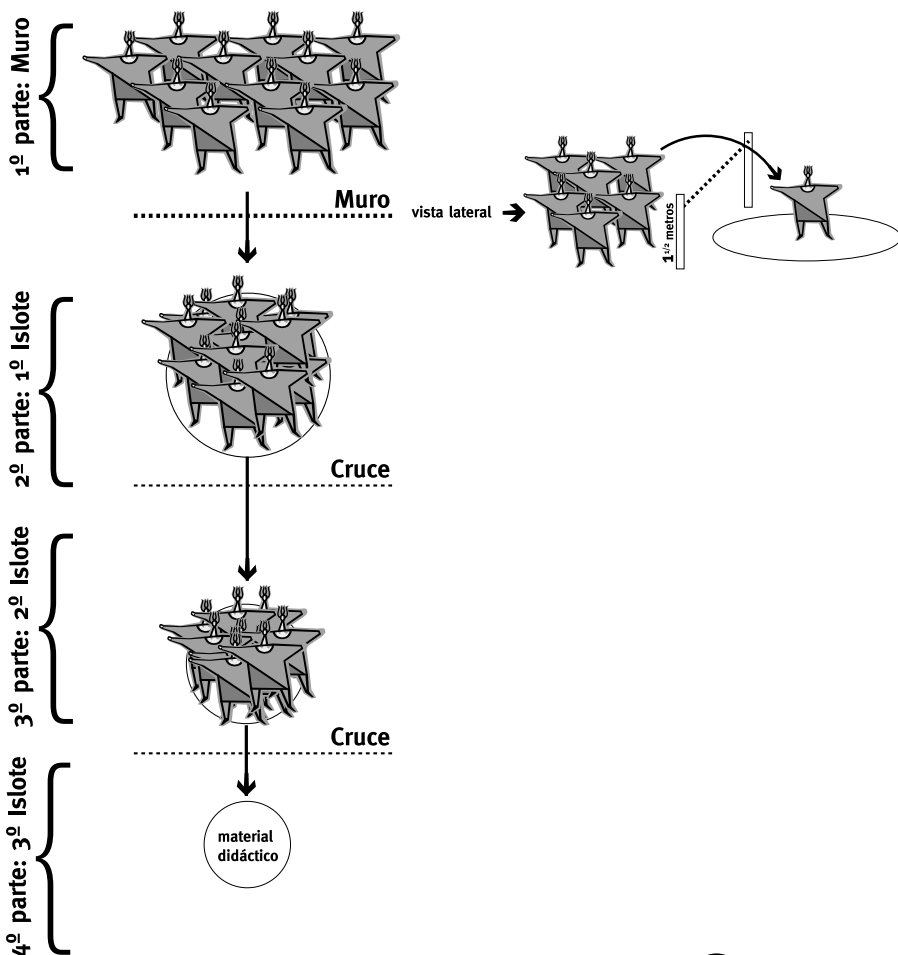 1º parte: Muro
Muro
vista lateral
1 1/2 metros
2º parte: 1º Islote
Cruce
3º parte: 2º Islote
Cruce
4º parte: 3º Islote
material
didáctico